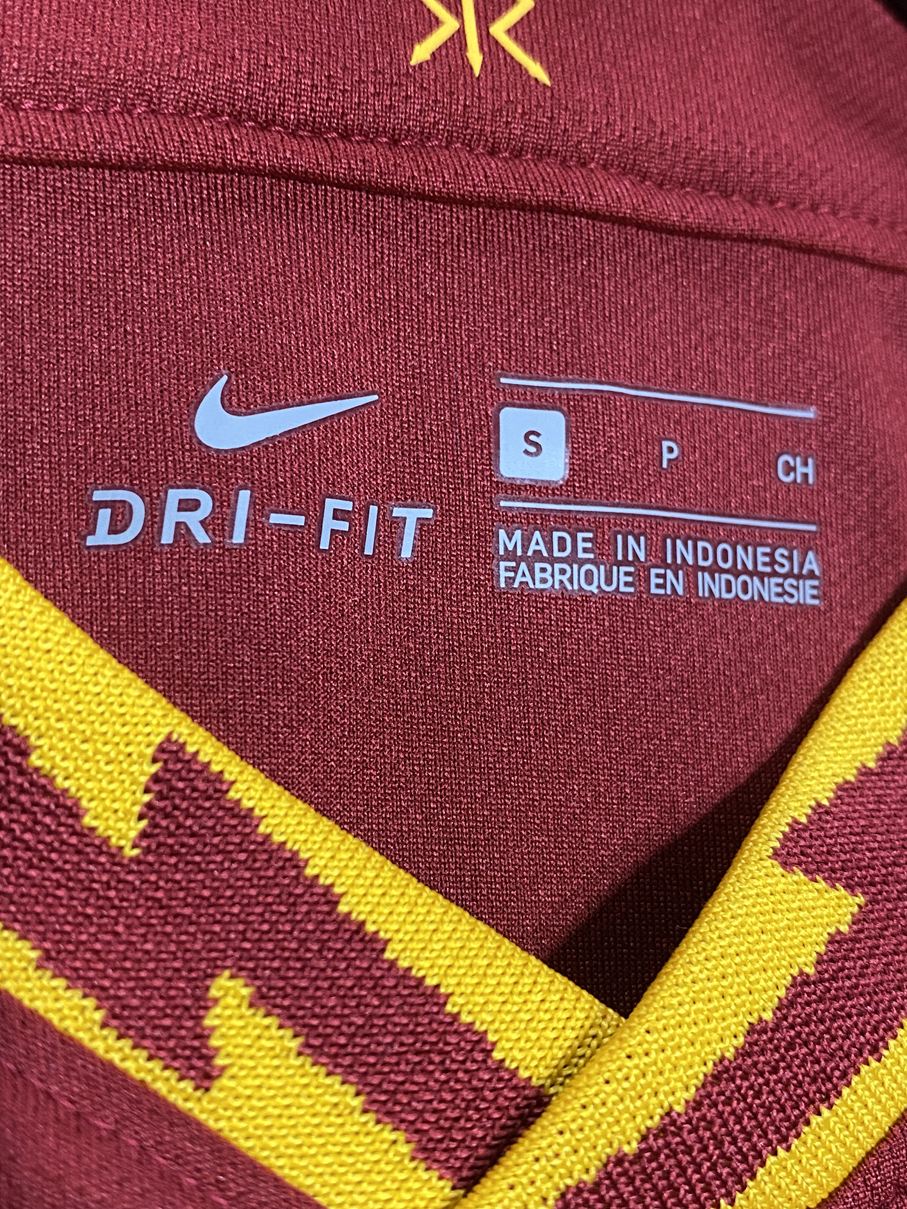 DRI-FIT
S P CH
MADE IN INDONESIA
FABRIQUE EN INDONESIE